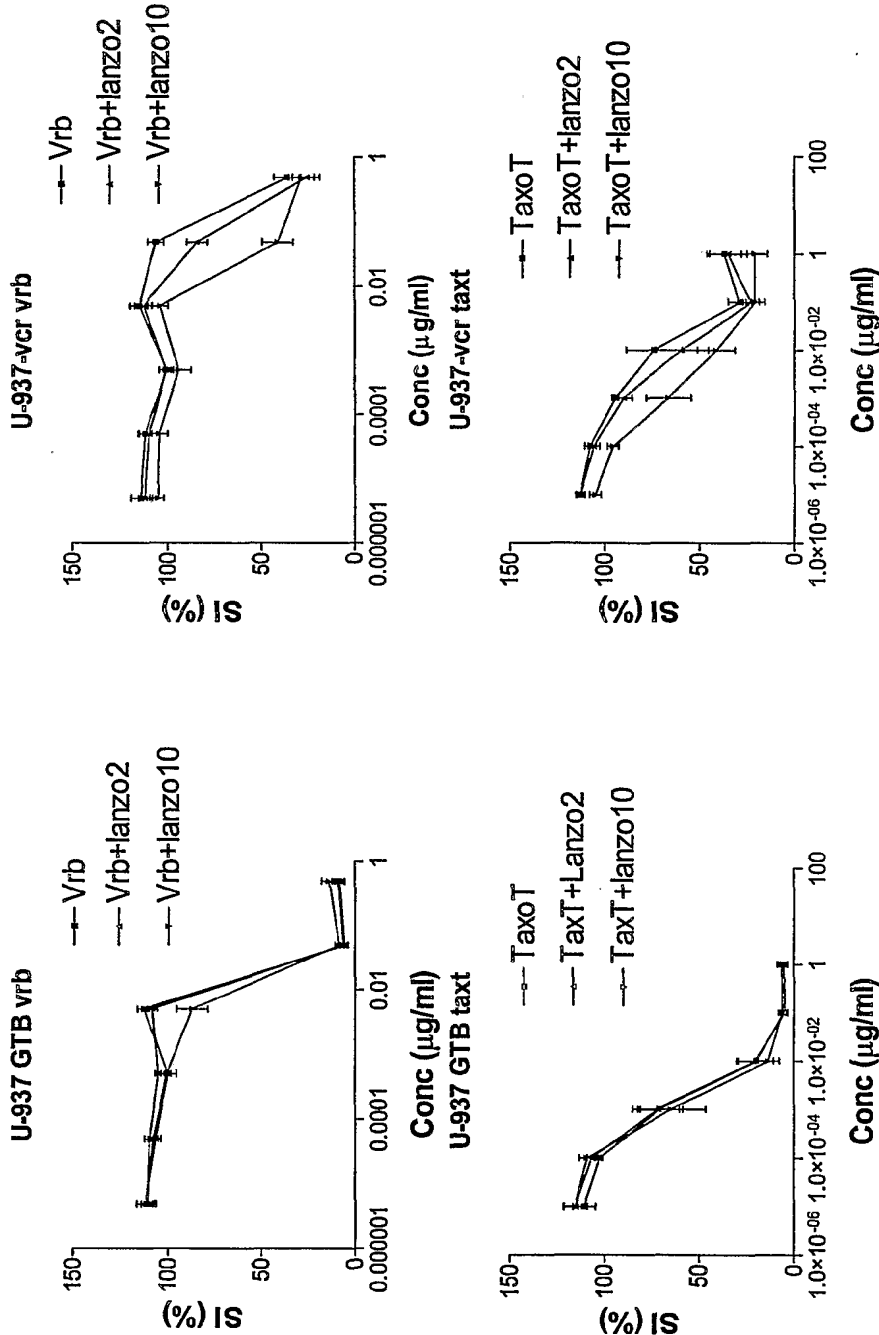 U-937 GTB vrb
Vrb
Vrb+lanzo2
Vrb+lanzo10
SI (%)
150
100
50
0
0.000001
0.0001
0.01
1
Conc (µg/ml)
U-937-vcr vrb
Vrb
Vrb+lanzo2
Vrb+lanzo10
SI (%)
150
100
50
0
0.000001
0.0001
0.01
1
Conc (µg/ml)
U-937 GTB taxt
TaxoT
TaxT+Lanzo2
TaxT+lanzo10
SI (%)
150
100
50
0
1.0×10-06
1.0×10-04
1.0×10-02
1
100
Conc (µg/ml)
U-937-vcr taxt
TaxoT
TaxoT+lanzo2
TaxoT+lanzo10
SI (%)
150
100
50
0
1.0×10-06
1.0×10-04
1.0×10-02
1
100
Conc (µg/ml)